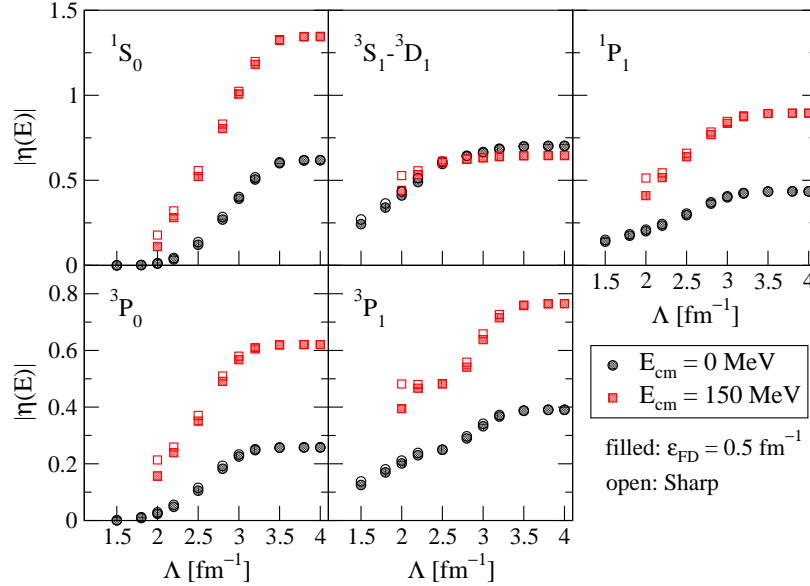 1.5
1
0.5
0
|η(E)|
¹S₀
³S₁-³D₁
¹P₁
1.5 2 2.5 3 3.5 4
Λ [fm⁻¹]
0.8
0.6
0.4
0.2
0
|η(E)|
³P₀
³P₁
1.5 2 2.5 3 3.5 4
1.5 2 2.5 3 3.5 4
Λ [fm⁻¹]
Λ [fm⁻¹]
E_cm = 0 MeV
E_cm = 150 MeV
filled: ε_FD = 0.5 fm⁻¹
open: Sharp